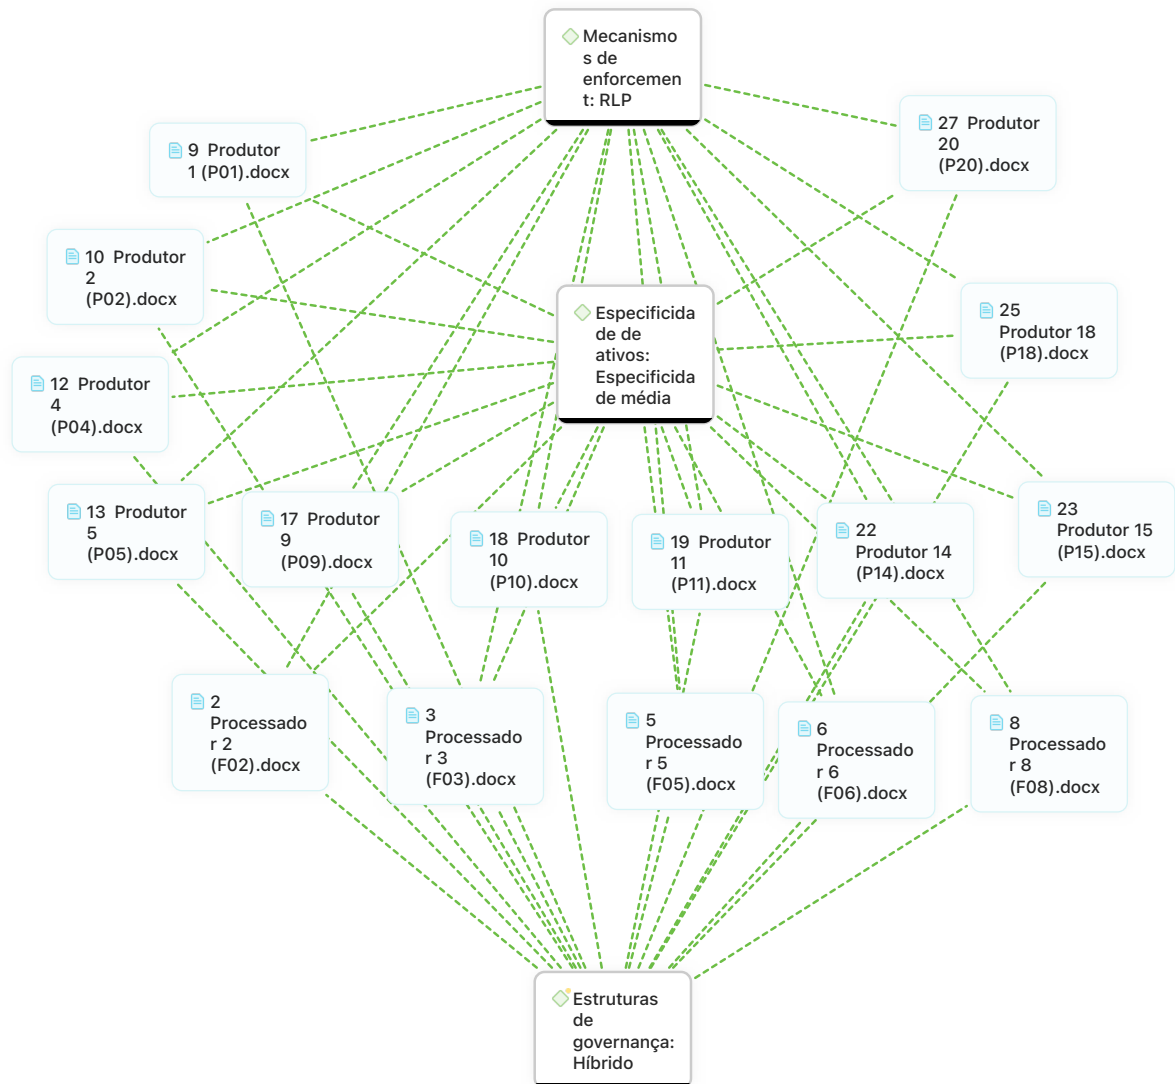 Mecanismo
s de
enforcemen
t: RLP
27 Produtor
20
(P20).docx
9 Produtor
1 (P01).docx
10 Produtor
2
(P02).docx
25
Produtor 18
(P18).docx
Especificida
de de
ativos:
Especificida
de média
12 Produtor
4
(P04).docx
13 Produtor
5
(P05).docx
17 Produtor
9
(P09).docx
18 Produtor
10
(P10).docx
19 Produtor
11
(P11).docx
22
Produtor 14
(P14).docx
23
Produtor 15
(P15).docx
2
Processado
r 2
(F02).docx
3
Processado
r 3
(F03).docx
5
Processado
r 5
(F05).docx
6
Processado
r 6
(F06).docx
8
Processado
r 8
(F08).docx
Estruturas
de
governança:
Híbrido